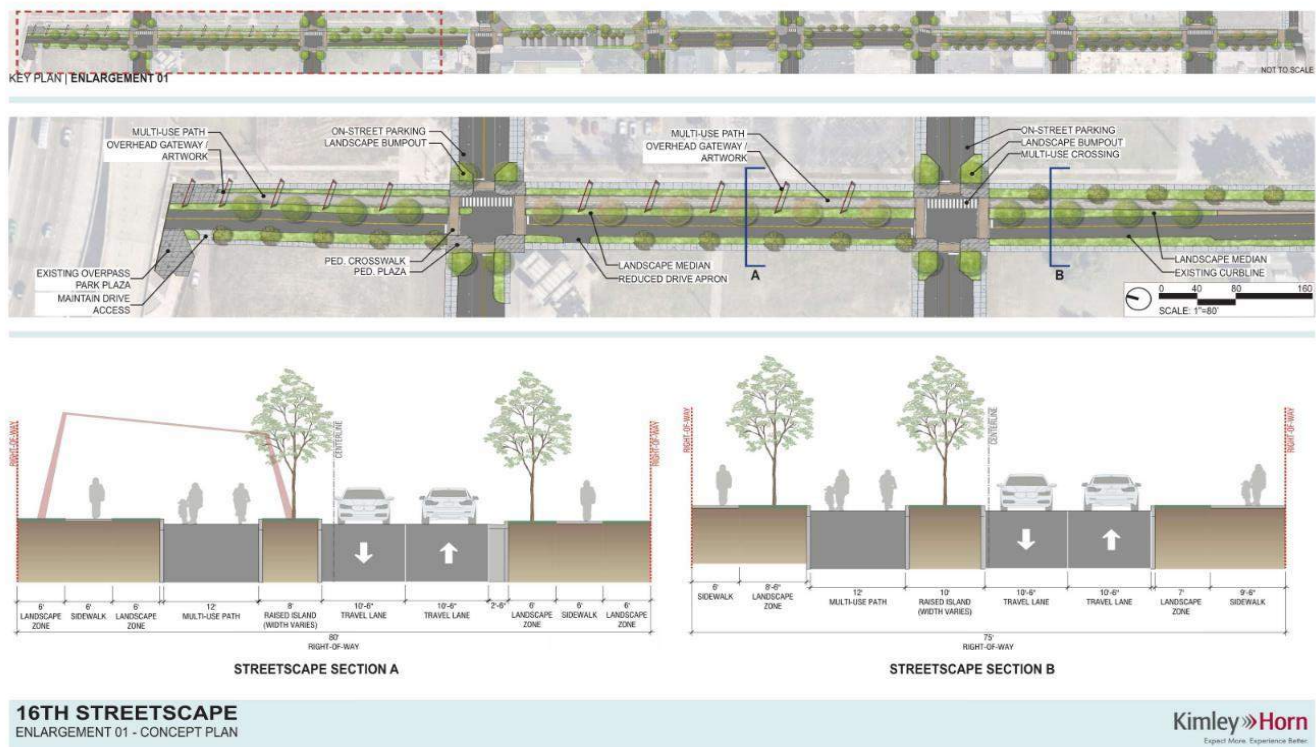 KEY PLAN | ENLARGEMENT 01
NOT TO SCALE
MULTI-USE PATH
OVERHEAD GATEWAY /
ARTWORK
ON-STREET PARKING
LANDSCAPE BUMPOUT
MULTI-USE PATH
OVERHEAD GATEWAY /
ARTWORK
ON-STREET PARKING
LANDSCAPE BUMPOUT
MULTI-USE CROSSING
EXISTING OVERPASS
PARK PLAZA
MAINTAIN DRIVE
ACCESS
PED. CROSSWALK
PED. PLAZA
LANDSCAPE MEDIAN
REDUCED DRIVE APRON
A
B
LANDSCAPE MEDIAN
EXISTING CURBLINE
0 40 80 160
SCALE: 1"=80'
RIGHT-OF-WAY
CENTERLINE
RIGHT-OF-WAY
6' LANDSCAPE ZONE
6' SIDEWALK
6' LANDSCAPE ZONE
12' MULTI-USE PATH
8' RAISED ISLAND (WIDTH VARIES)
10'-6" TRAVEL LANE
10'-6" TRAVEL LANE
2'-6"
6' LANDSCAPE ZONE
6' SIDEWALK
6' LANDSCAPE ZONE
80'
RIGHT-OF-WAY
STREETSCAPE SECTION A
RIGHT-OF-WAY
CENTERLINE
RIGHT-OF-WAY
6' SIDEWALK
8'-6" LANDSCAPE ZONE
12' MULTI-USE PATH
10' RAISED ISLAND (WIDTH VARIES)
10'-6" TRAVEL LANE
10'-6" TRAVEL LANE
7' LANDSCAPE ZONE
9'-6" SIDEWALK
75'
RIGHT-OF-WAY
STREETSCAPE SECTION B
16TH STREETSCAPE
ENLARGEMENT 01 - CONCEPT PLAN
Kimley»Horn
Expect More. Experience Better.